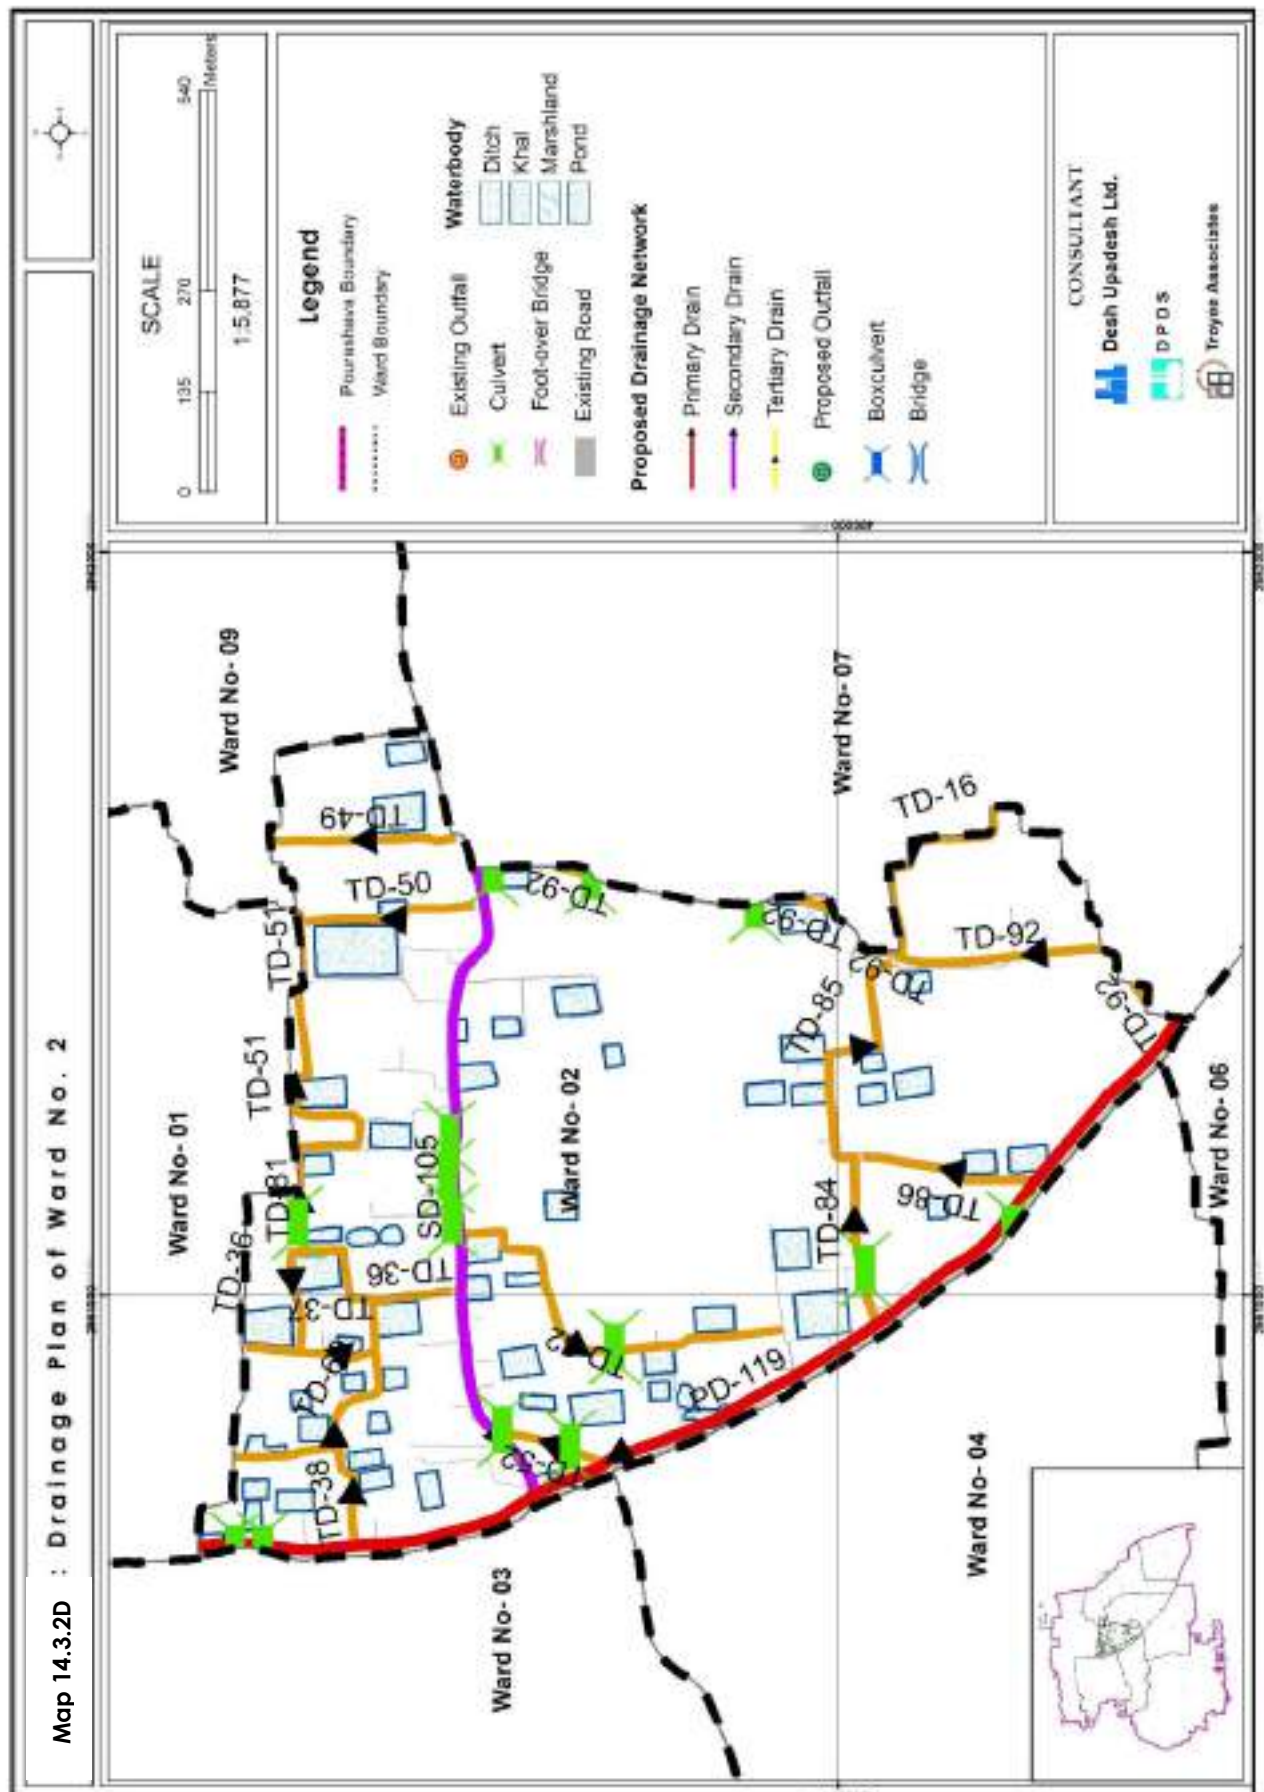 Map 14.3.2D : Drainage Plan of Ward No. 2
SCALE
0 135 270 540
Meters
1:5,877
Legend
Pourashava Boundary
Ward Boundary
Existing Outfall
Culvert
Foot-over Bridge
Existing Road
Waterbody
Ditch
Khal
Marshland
Pond
Proposed Drainage Network
Primary Drain
Secondary Drain
Tertiary Drain
Proposed Outfall
Boxculvert
Bridge
CONSULTANT
Desh Upadesh Ltd.
DPDS
Troyee Associates
Ward No- 09
Ward No- 01
Ward No- 07
Ward No- 02
Ward No- 06
Ward No- 04
Ward No- 03
TD-49
TD-50
TD-51
TD-51
TD-81
TD-36
TD-36
TD-37
TD-38
SD-105
TD-92
TD-92
TD-92
TD-92
TD-92
TD-16
TD-85
TD-84
TD-86
PD-119